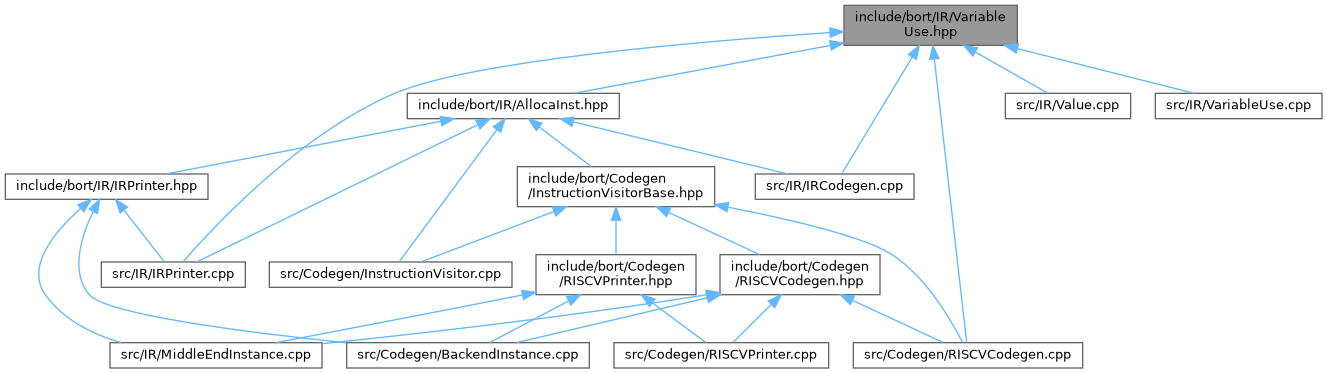 include/bort/IR/Variable
Use.hpp
include/bort/IR/AllocaInst.hpp
src/IR/Value.cpp
src/IR/VariableUse.cpp
include/bort/IR/IRPrinter.hpp
include/bort/Codegen
/InstructionVisitorBase.hpp
src/IR/IRCodegen.cpp
src/IR/IRPrinter.cpp
src/Codegen/InstructionVisitor.cpp
include/bort/Codegen
/RISCVPrinter.hpp
include/bort/Codegen
/RISCVCodegen.hpp
src/IR/MiddleEndInstance.cpp
src/Codegen/BackendInstance.cpp
src/Codegen/RISCVPrinter.cpp
src/Codegen/RISCVCodegen.cpp